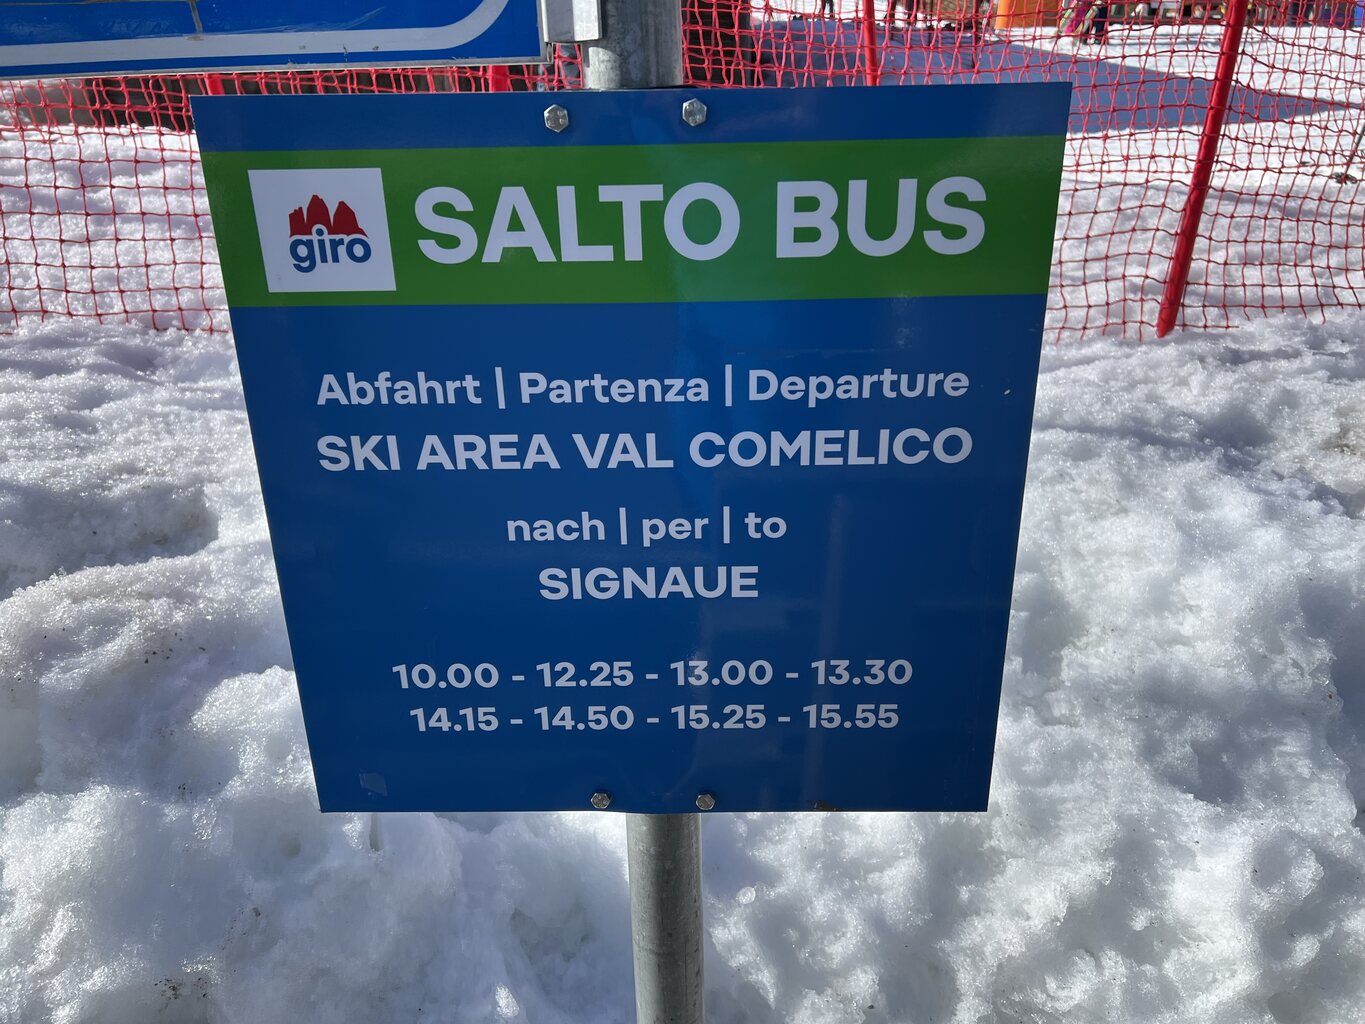 giro
SALTO BUS
Abfahrt | Partenza | Departure
SKI AREA VAL COMELICO
nach | per | to
SIGNAUE
10.00 - 12.25 - 13.00 - 13.30
14.15 - 14.50 - 15.25 - 15.55